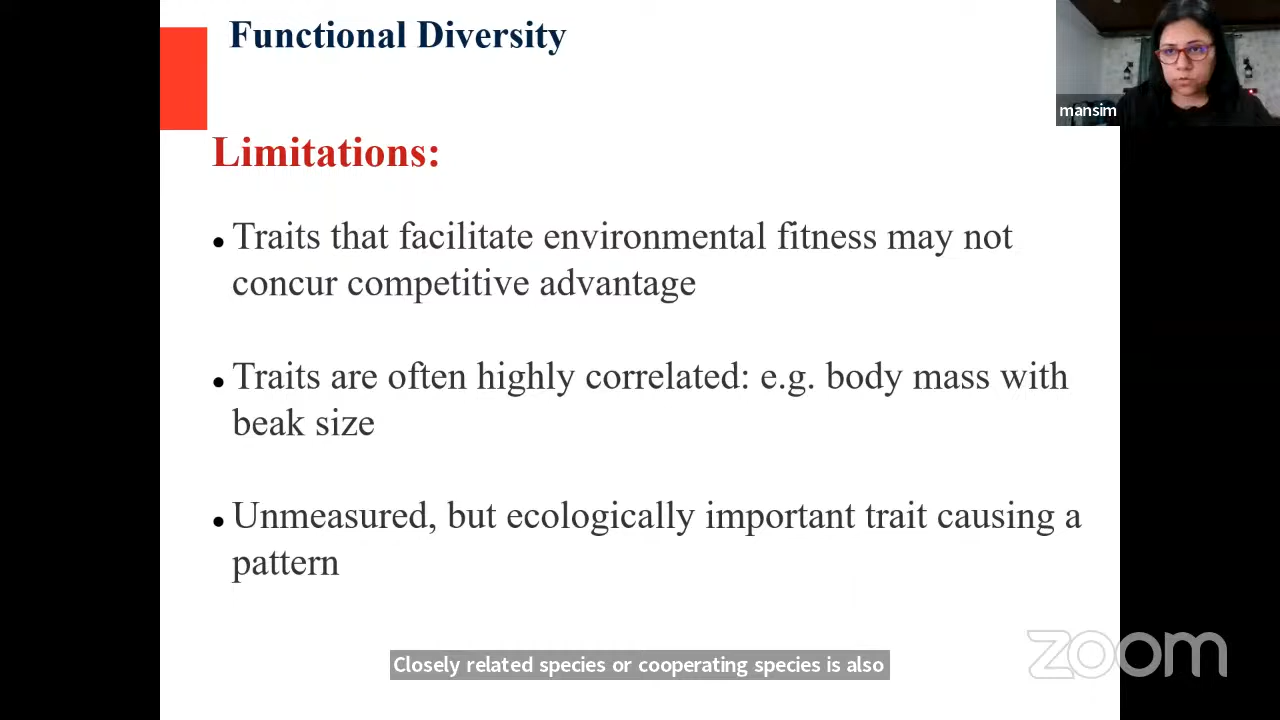 Functional Diversity
mansim
Limitations:
• Traits that facilitate environmental fitness may not
concur competitive advantage
• Traits are often highly correlated: e.g. body mass with
beak size
• Unmeasured, but ecologically important trait causing a
pattern
Closely related species or cooperating species is also
zoom